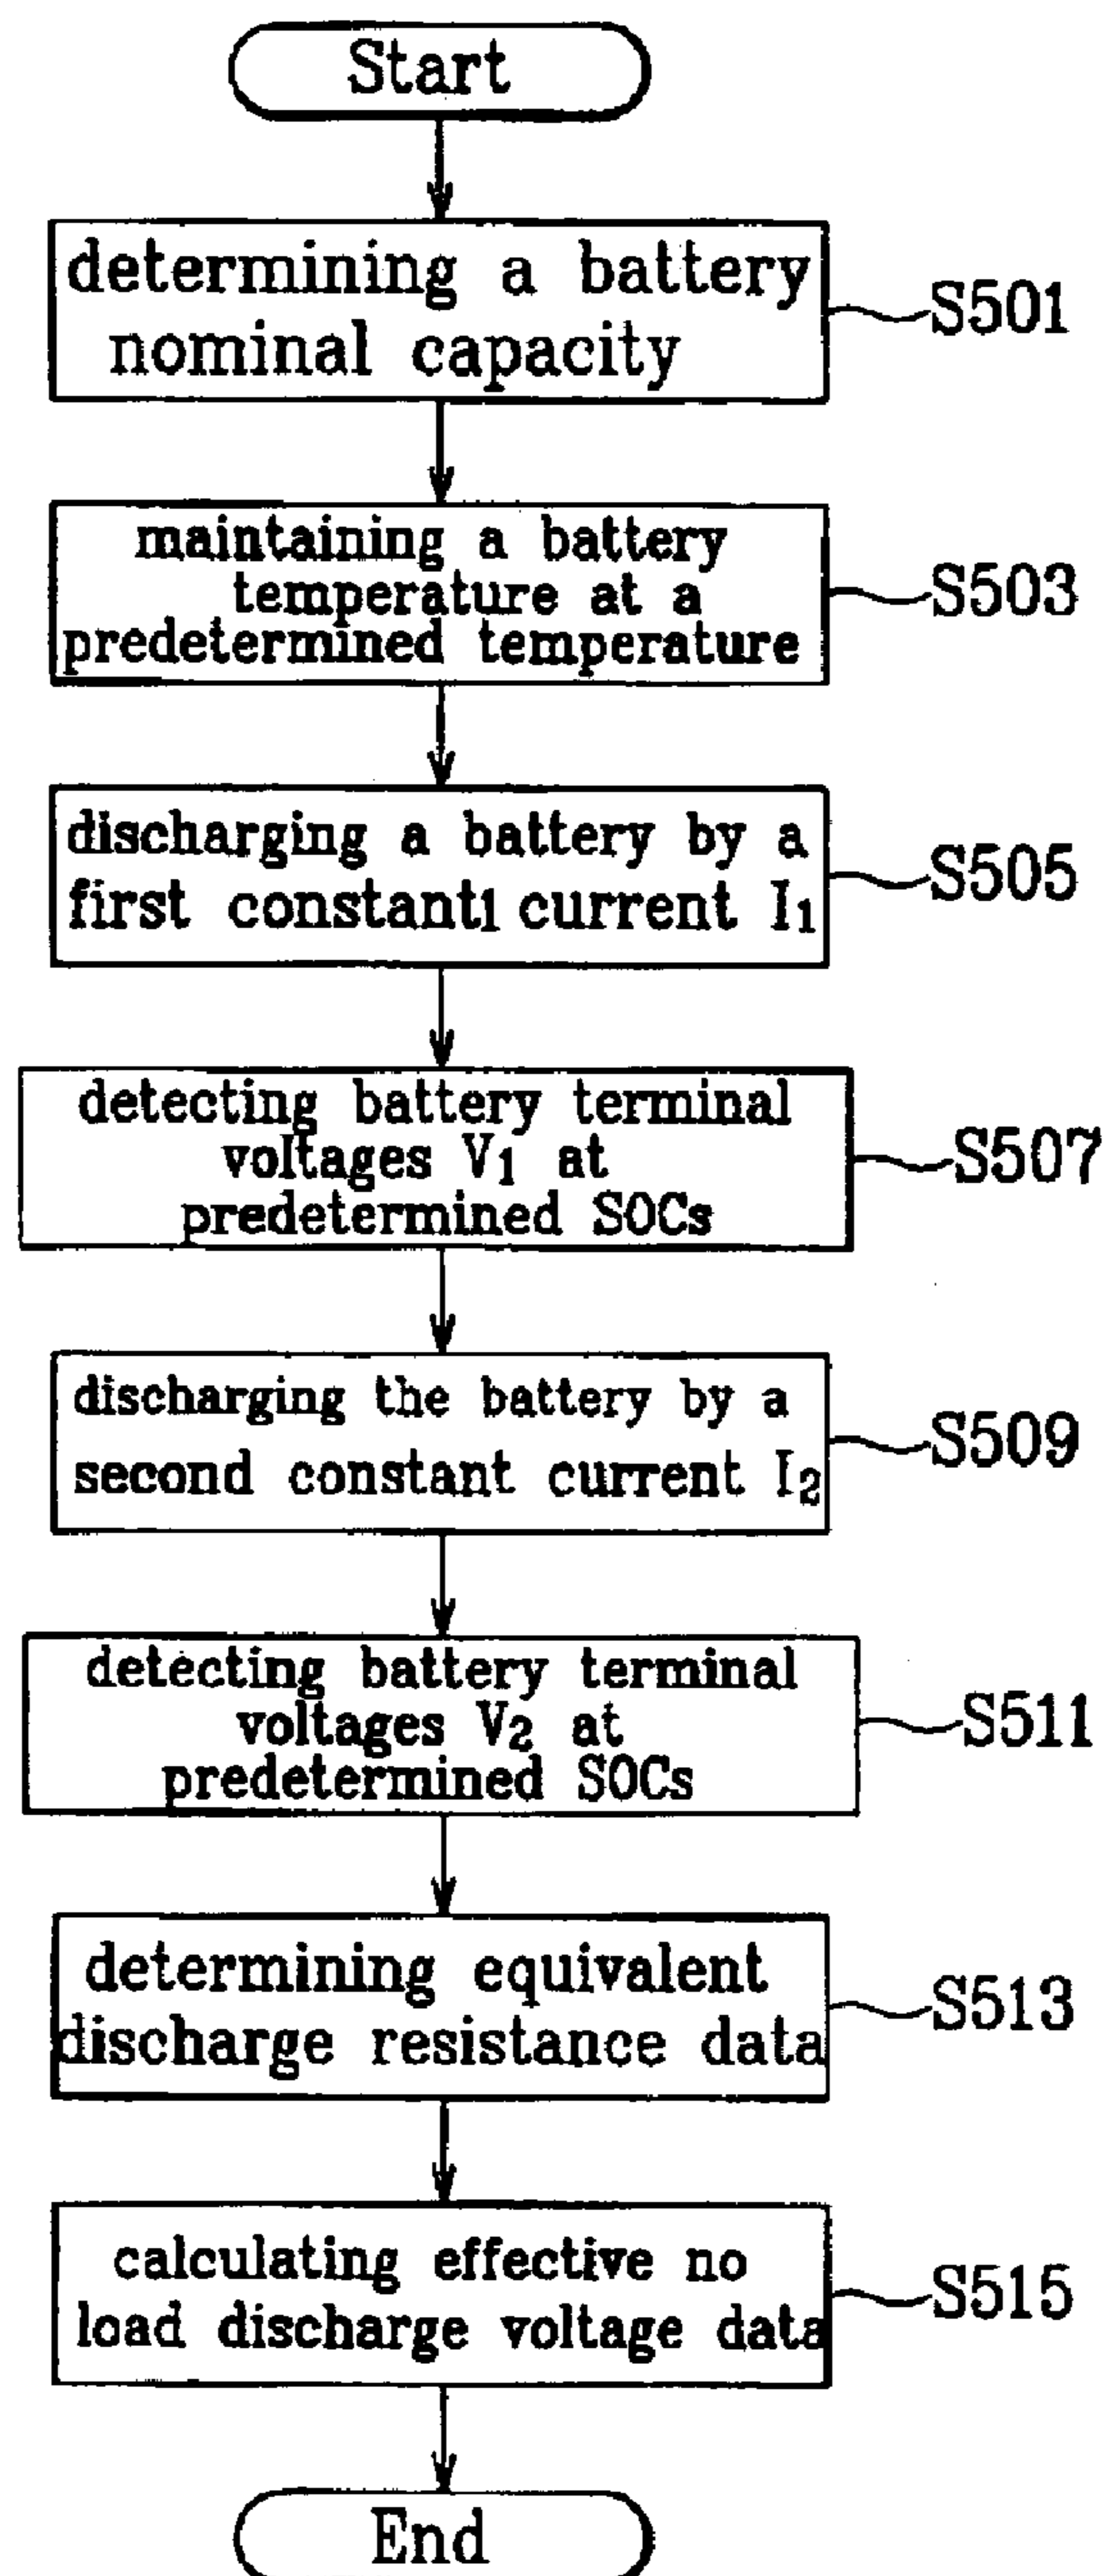 Start
determining a battery
nominal capacity
S501
maintaining a battery
temperature at a
predetermined temperature
S503
discharging a battery by a
first constant1 current I1
S505
detecting battery terminal
voltages V1 at
predetermined SOCs
S507
discharging the battery by a
second constant current I2
S509
detecting battery terminal
voltages V2 at
predetermined SOCs
S511
determining equivalent
discharge resistance data
S513
calculating effective no
load discharge voltage data
S515
End